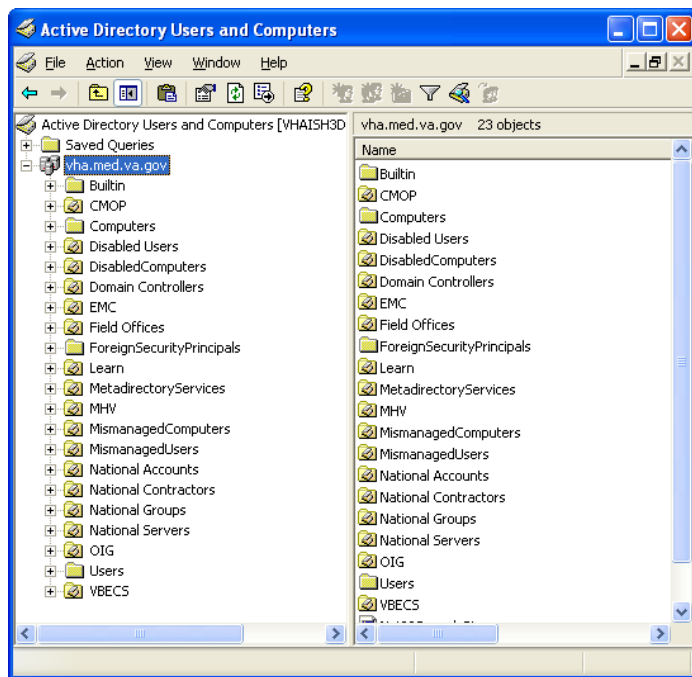 Active Directory Users and Computers
File Action View Window Help
Active Directory Users and Computers [VHAISH3D
Saved Queries
vha.med.va.gov
Builtin
CMOP
Computers
Disabled Users
DisabledComputers
Domain Controllers
EMC
Field Offices
ForeignSecurityPrincipals
Learn
MetadirectoryServices
MHV
MismanagedComputers
MismanagedUsers
National Accounts
National Contractors
National Groups
National Servers
OIG
Users
VBECS
vha.med.va.gov 23 objects
Name
Builtin
CMOP
Computers
Disabled Users
DisabledComputers
Domain Controllers
EMC
Field Offices
ForeignSecurityPrincipals
Learn
MetadirectoryServices
MHV
MismanagedComputers
MismanagedUsers
National Accounts
National Contractors
National Groups
National Servers
OIG
Users
VBECS